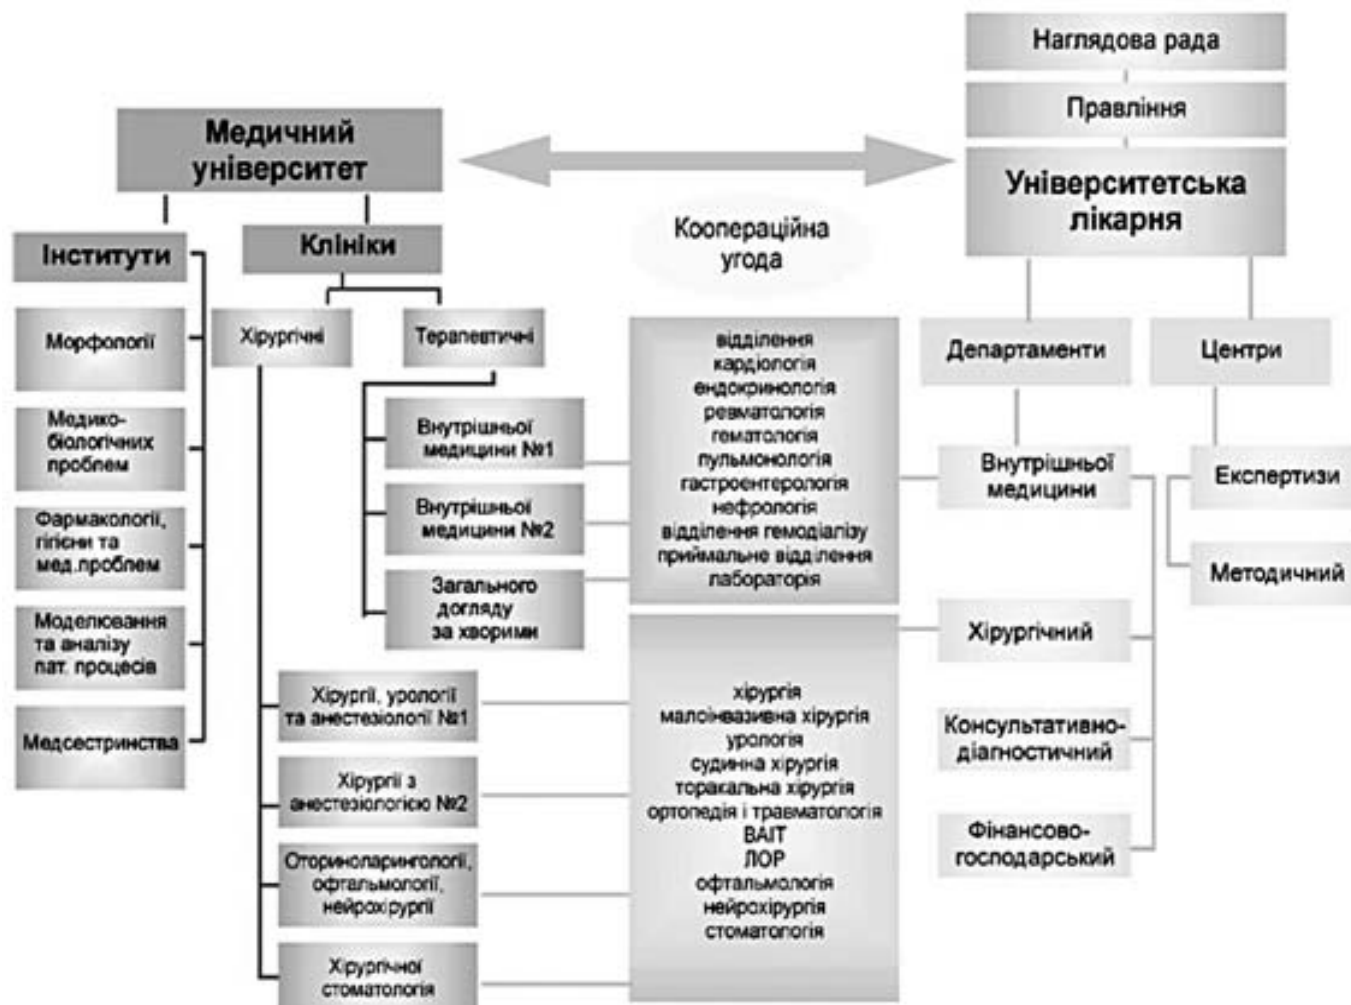 Наглядова рада
Правління
Медичний
університет
Університетська
лікарня
Коопераційна
угода
Інститути
Клініки
Морфології
Медико-
біологічних
проблем
Фармакології,
гігієни та
мед.проблем
Моделювання
та аналізу
пат. процесів
Медсестринства
Хірургічні
Терапевтичні
Внутрішньої
медицини №1
Внутрішньої
медицини №2
Загального
догляду
за хворими
Хірургії, урології
та анестезіології №1
Хірургії з
анестезіологією №2
Оториноларингології,
офтальмології,
нейрохірургії
Хірургічної
стоматологія
відділення
кардіологія
ендокринологія
ревматологія
гематологія
пульмонологія
гастроентерологія
нефрологія
відділення гемодіалізу
приймальне відділення
лабораторія
хірургія
малоінвазивна хірургія
урологія
судинна хірургія
торакальна хірургія
ортопедія і травматологія
ВАІТ
ЛОР
офтальмологія
нейрохірургія
стоматологія
Департаменти
Центри
Внутрішньої
медицини
Хірургічний
Консультативно-
діагностичний
Фінансово-
господарський
Експертизи
Методичний